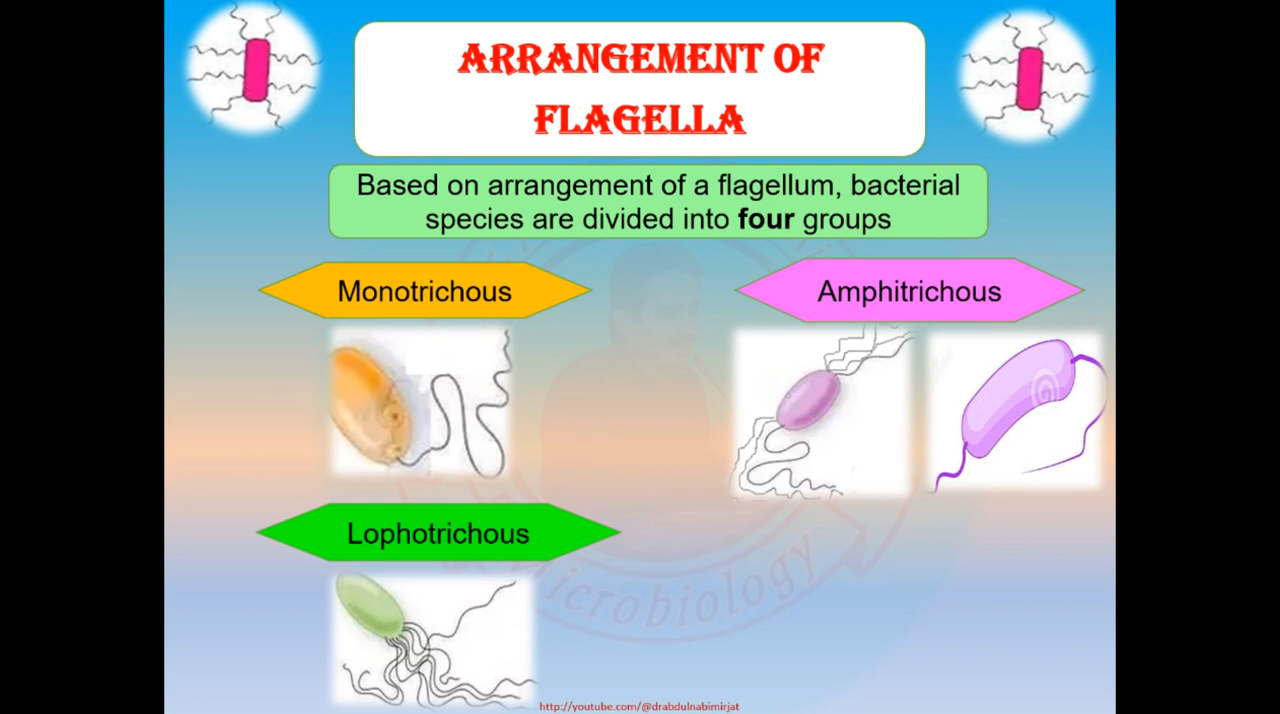 ARRANGEMENT OF
FLAGELLA
Based on arrangement of a flagellum, bacterial
species are divided into four groups
Monotrichous
Amphitrichous
Lophotrichous
Microbiology
http://youtube.com/@drabdulnabimirjat